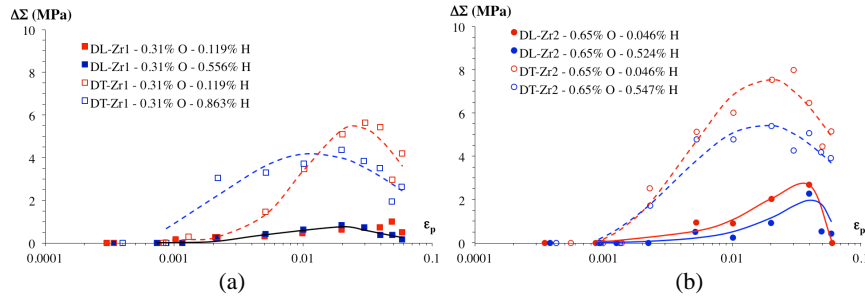 ΔΣ (MPa)
10
8
6
4
2
0
0.0001
0.001
0.01
0.1
εp
DL-Zr1 - 0.31% O - 0.119% H
DL-Zr1 - 0.31% O - 0.556% H
DT-Zr1 - 0.31% O - 0.119% H
DT-Zr1 - 0.31% O - 0.863% H
(a)
ΔΣ (MPa)
10
8
6
4
2
0
0.0001
0.001
0.01
0.1
εp
DL-Zr2 - 0.65% O - 0.046% H
DL-Zr2 - 0.65% O - 0.524% H
DT-Zr2 - 0.65% O - 0.046% H
DT-Zr2 - 0.65% O - 0.547% H
(b)